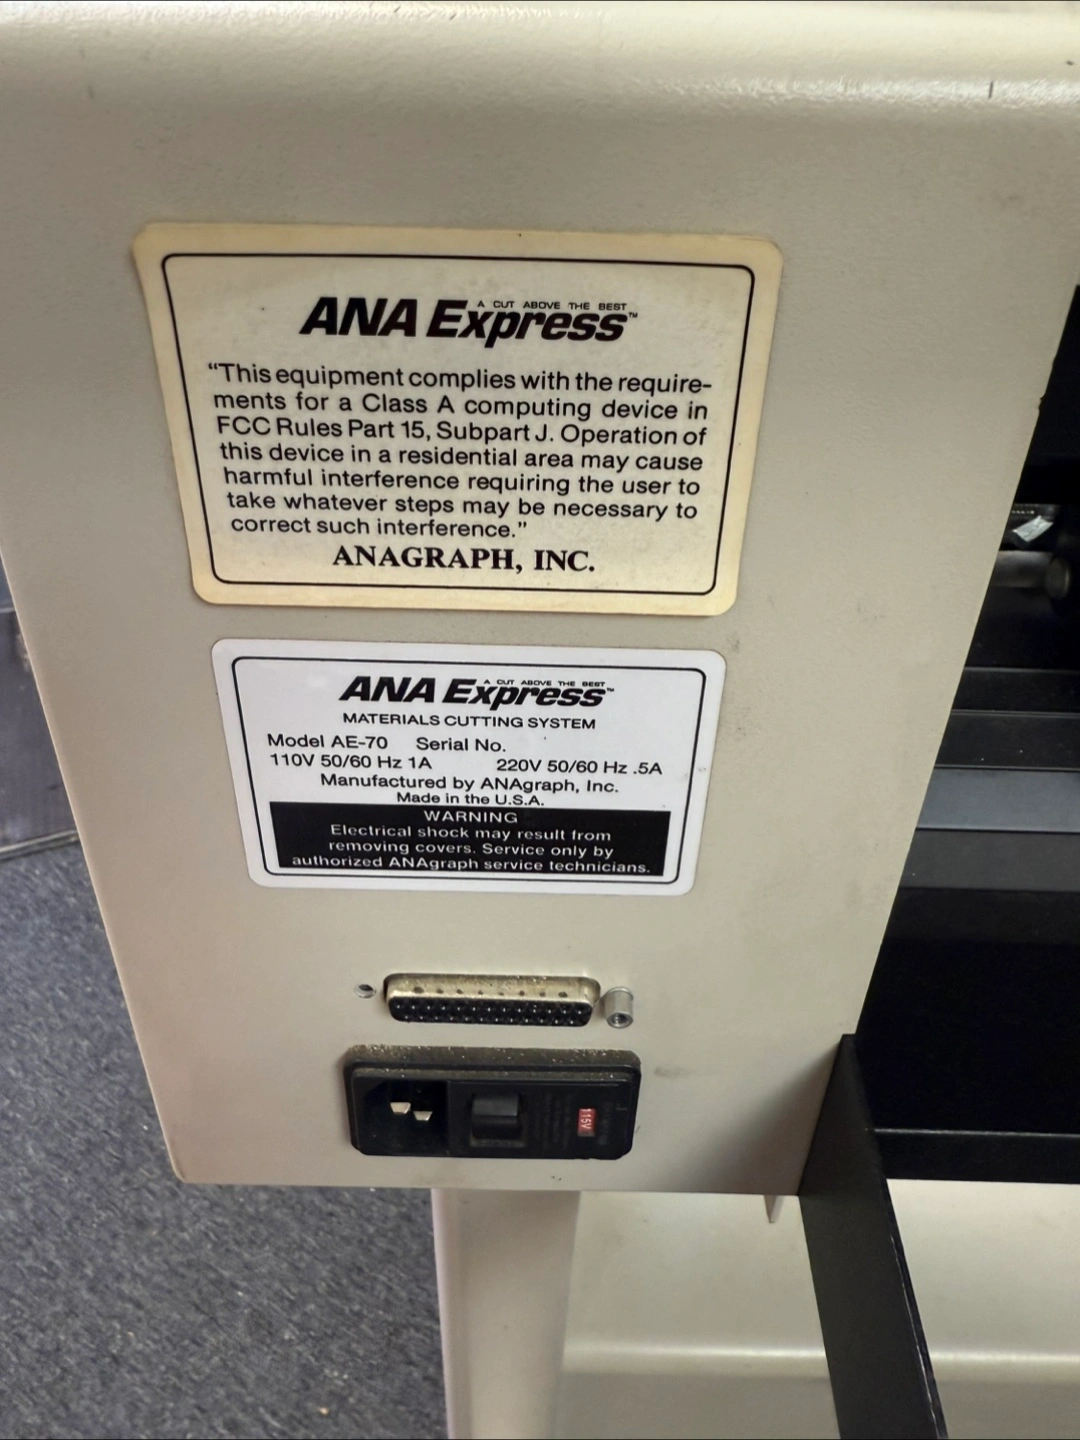 ANA Express™
A CUT ABOVE THE BEST
“This equipment complies with the require-
ments for a Class A computing device in
FCC Rules Part 15, Subpart J. Operation of
this device in a residential area may cause
harmful interference requiring the user to
take whatever steps may be necessary to
correct such interference.”
ANAGRAPH, INC.
ANA Express™
A CUT ABOVE THE BEST
MATERIALS CUTTING SYSTEM
Model AE-70 Serial No.
110V 50/60 Hz 1A 220V 50/60 Hz .5A
Manufactured by ANAgraph, Inc.
Made in the U.S.A.
WARNING
Electrical shock may result from
removing covers. Service only by
authorized ANAgraph service technicians.
115V